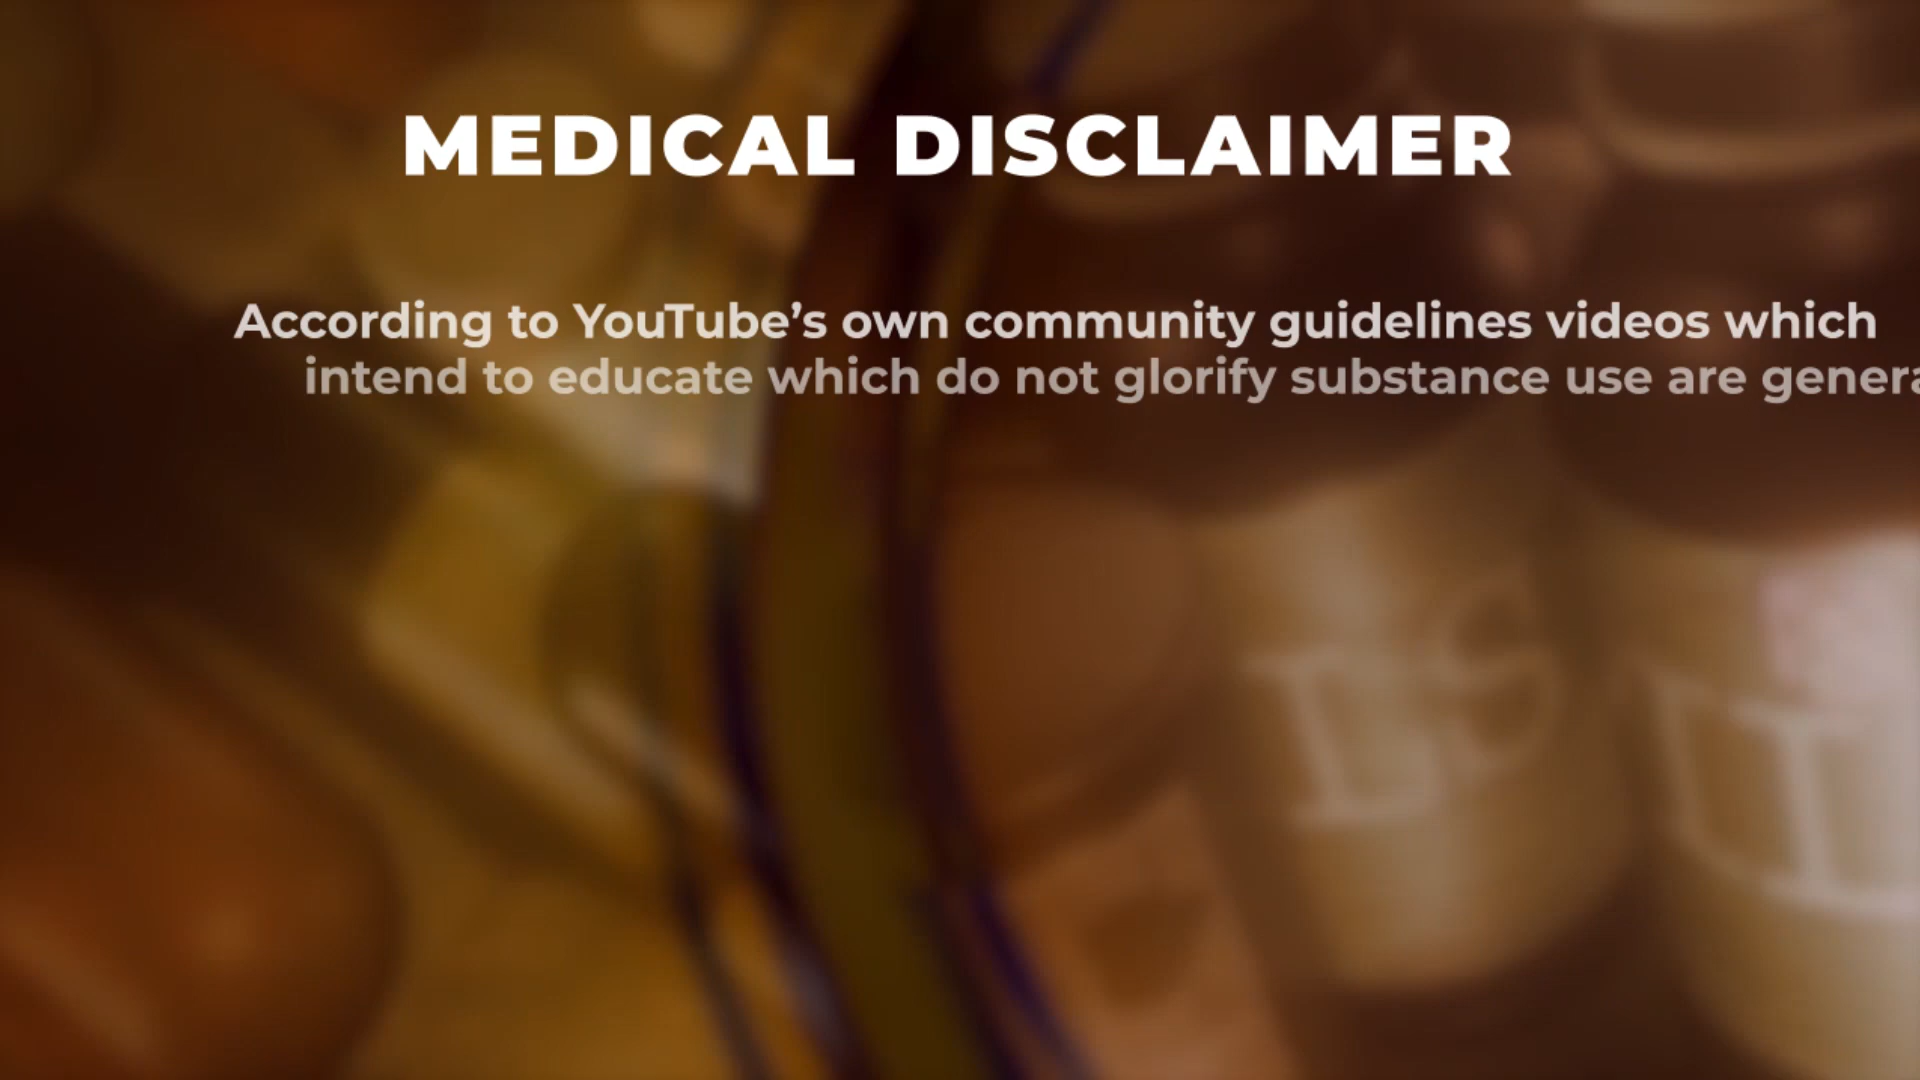 MEDICAL DISCLAIMER
According to YouTube’s own community guidelines videos which
intend to educate which do not glorify substance use are